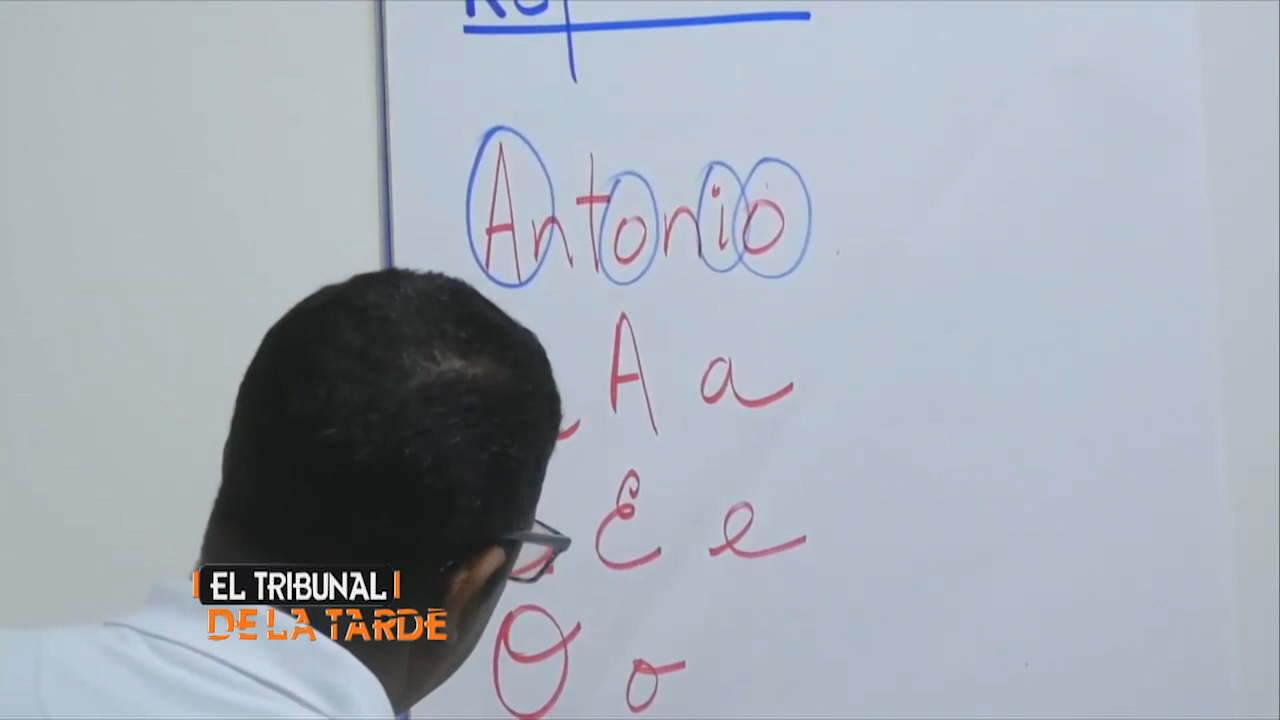 Antonio
A a
E e
O o
EL TRIBUNAL
DE LA TARDE